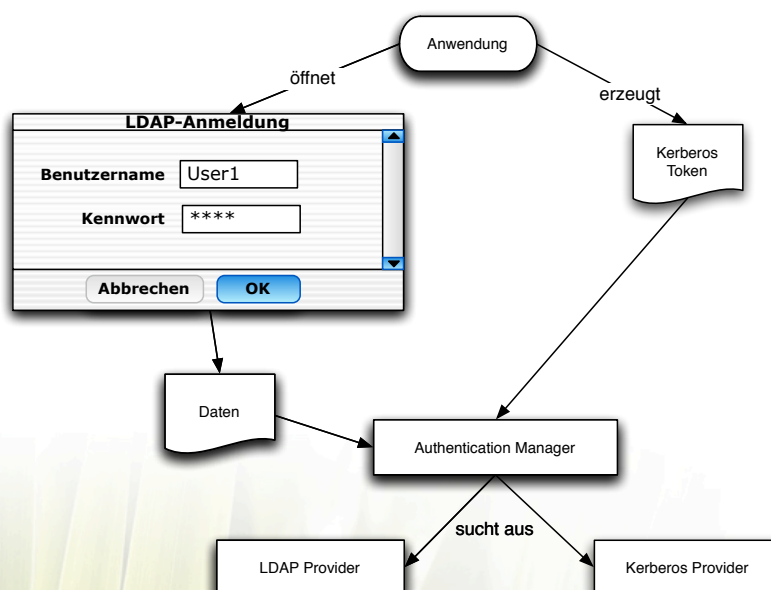 Anwendung
öffnet
erzeugt
LDAP-Anmeldung
Benutzername User1
Kennwort ****
Abbrechen OK
Kerberos
Token
Daten
Authentication Manager
sucht aus
LDAP Provider
Kerberos Provider